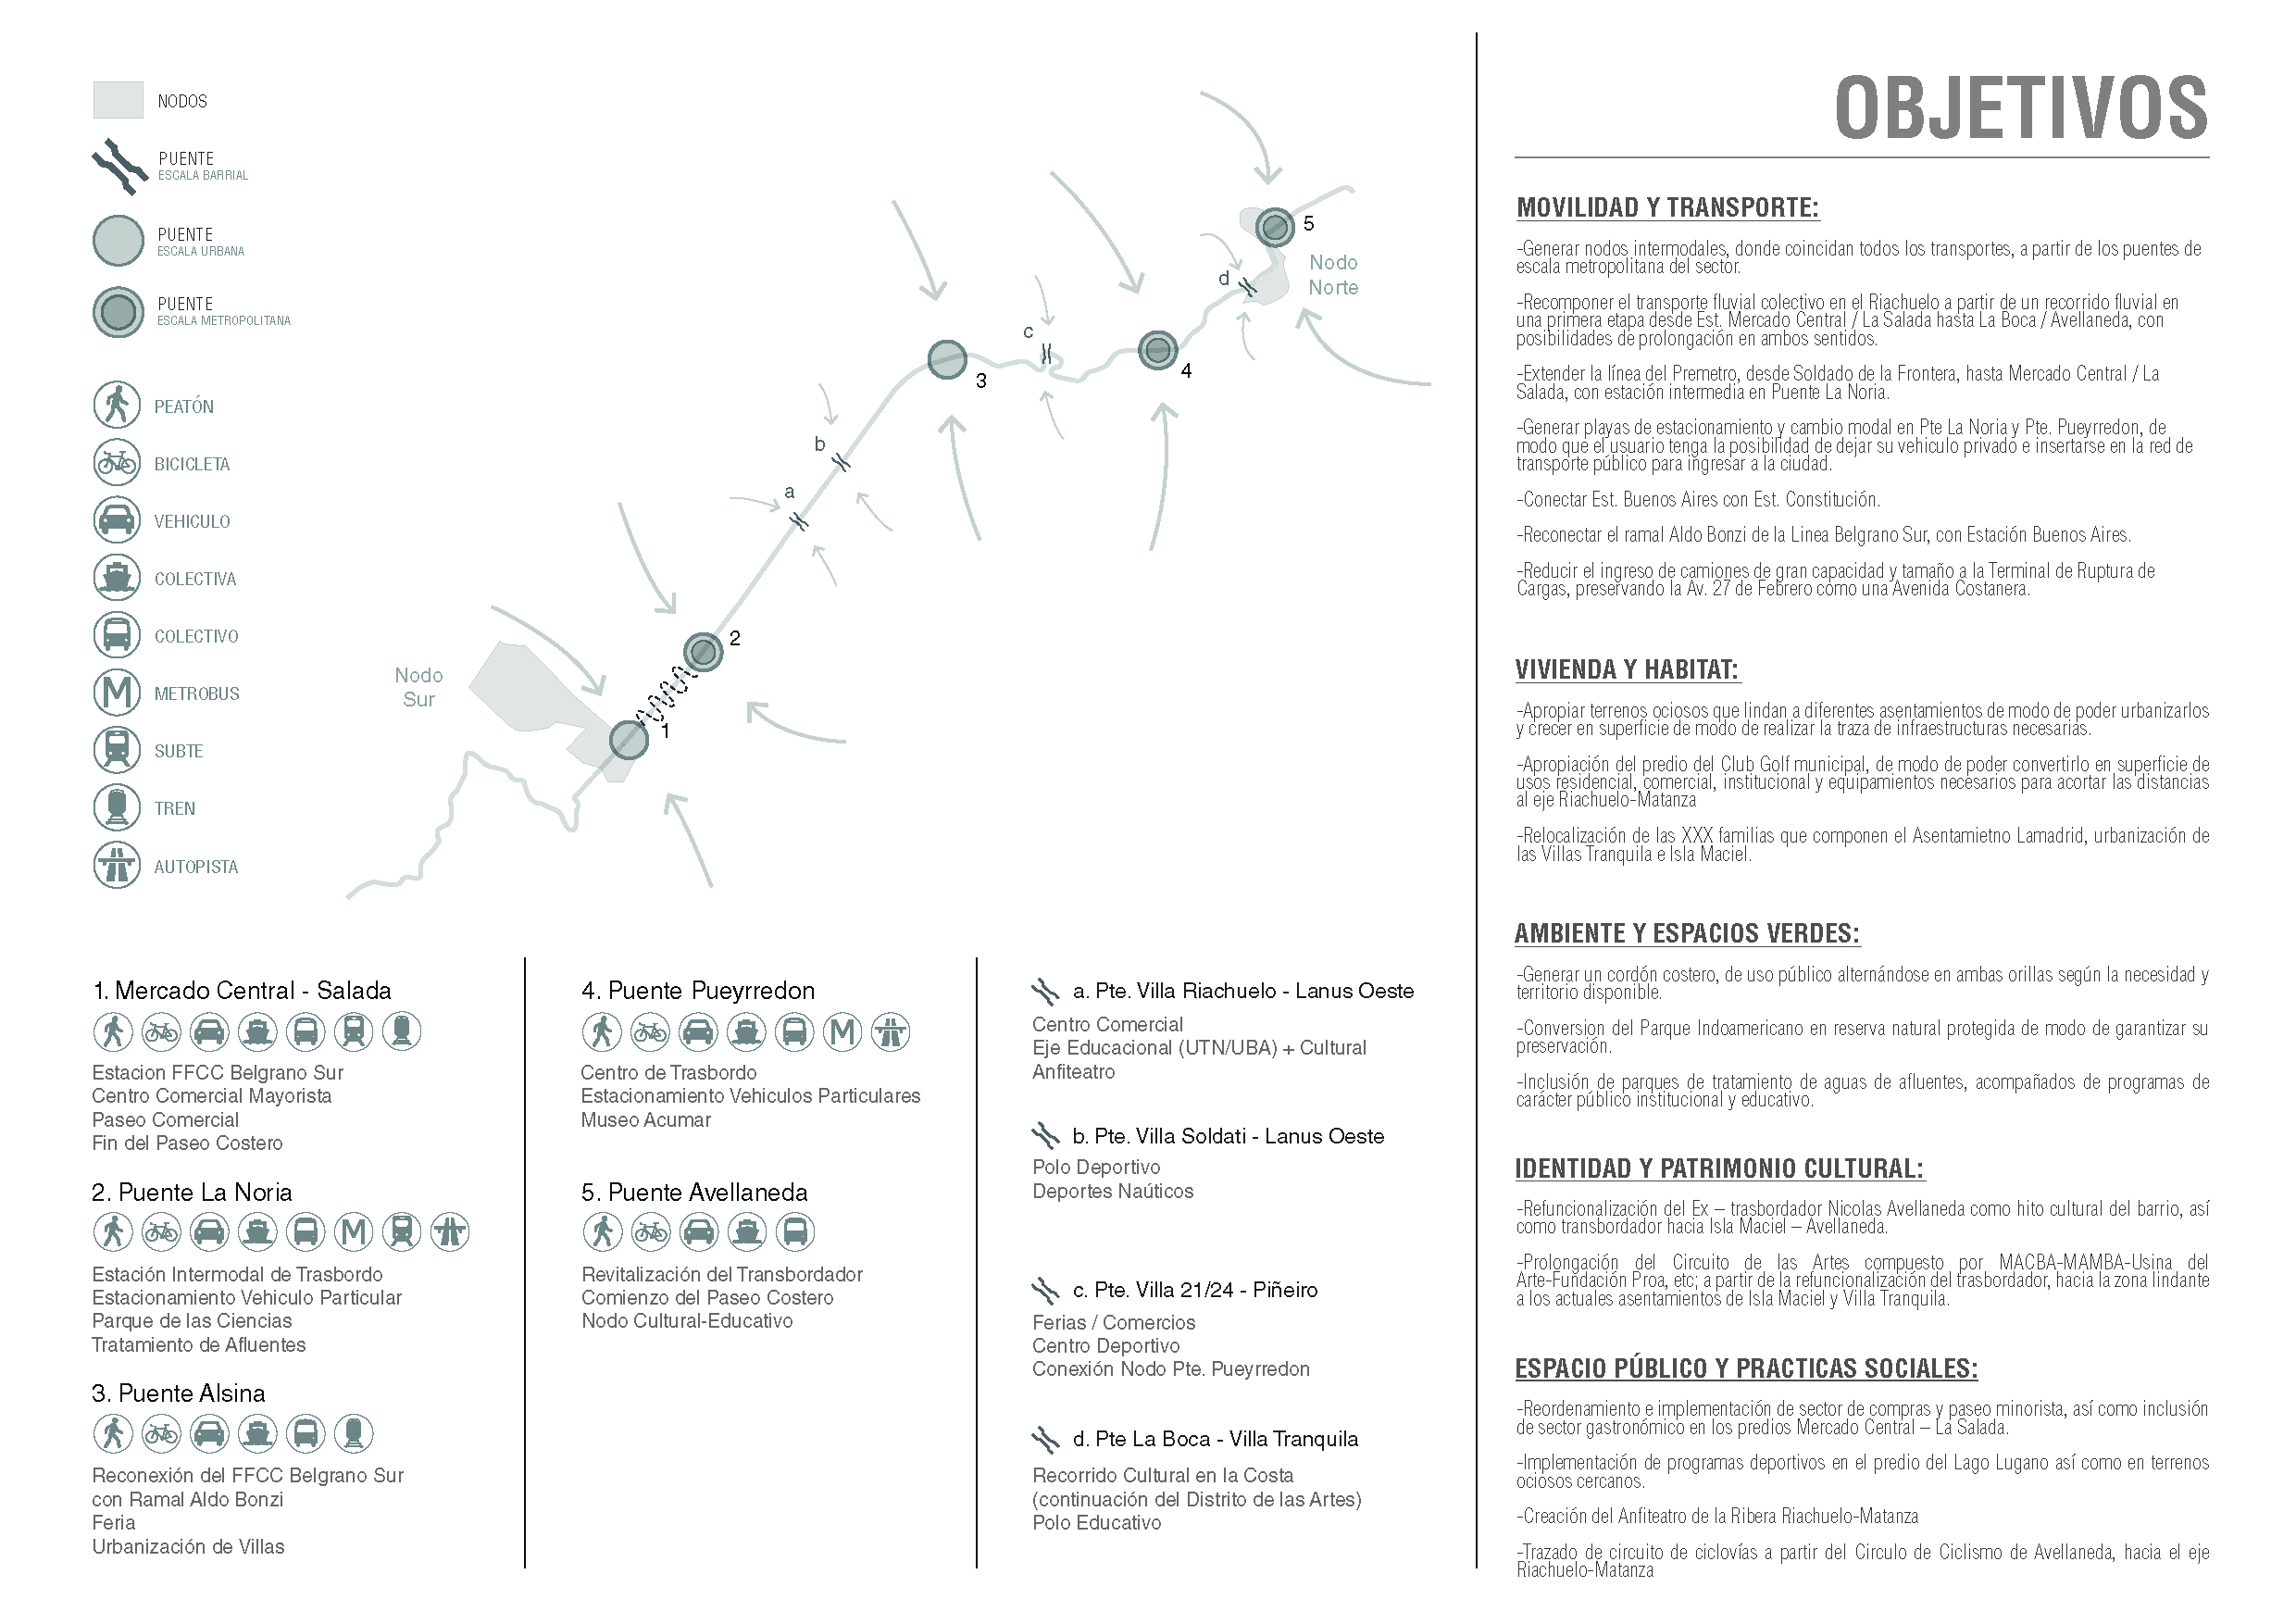 NODOS
PUENTE
ESCALA BARRIAL
PUENTE
ESCALA URBANA
PUENTE
ESCALA METROPOLITANA
PEATÓN
BICICLETA
VEHICULO
COLECTIVA
COLECTIVO
M
METROBUS
SUBTE
TREN
AUTOPISTA
5
Nodo
Norte
d
c
4
3
b
a
2
Nodo
Sur
1
1. Mercado Central - Salada
Estacion FFCC Belgrano Sur
Centro Comercial Mayorista
Paseo Comercial
Fin del Paseo Costero
2. Puente La Noria
M
Estación Intermodal de Trasbordo
Estacionamiento Vehiculo Particular
Parque de las Ciencias
Tratamiento de Afluentes
3. Puente Alsina
Reconexión del FFCC Belgrano Sur
con Ramal Aldo Bonzi
Feria
Urbanización de Villas
4. Puente Pueyrredon
M
Centro de Trasbordo
Estacionamiento Vehiculos Particulares
Museo Acumar
5. Puente Avellaneda
Revitalización del Transbordador
Comienzo del Paseo Costero
Nodo Cultural-Educativo
a. Pte. Villa Riachuelo - Lanus Oeste
Centro Comercial
Eje Educacional (UTN/UBA) + Cultural
Anfiteatro
b. Pte. Villa Soldati - Lanus Oeste
Polo Deportivo
Deportes Naúticos
c. Pte. Villa 21/24 - Piñeiro
Ferias / Comercios
Centro Deportivo
Conexión Nodo Pte. Pueyrredon
d. Pte La Boca - Villa Tranquila
Recorrido Cultural en la Costa
(continuación del Distrito de las Artes)
Polo Educativo
OBJETIVOS
MOVILIDAD Y TRANSPORTE:
-Generar nodos intermodales, donde coincidan todos los transportes, a partir de los puentes de
escala metropolitana del sector.
-Recomponer el transporte fluvial colectivo en el Riachuelo a partir de un recorrido fluvial en
una primera etapa desde Est. Mercado Central / La Salada hasta La Boca / Avellaneda, con
posibilidades de prolongación en ambos sentidos.
-Extender la línea del Premetro, desde Soldado de la Frontera, hasta Mercado Central / La
Salada, con estación intermedia en Puente La Noria.
-Generar playas de estacionamiento y cambio modal en Pte La Noria y Pte. Pueyrredon, de
modo que el usuario tenga la posibilidad de dejar su vehiculo privado e insertarse en la red de
transporte público para ingresar a la ciudad.
-Conectar Est. Buenos Aires con Est. Constitución.
-Reconectar el ramal Aldo Bonzi de la Linea Belgrano Sur, con Estación Buenos Aires.
-Reducir el ingreso de camiones de gran capacidad y tamaño a la Terminal de Ruptura de
Cargas, preservando la Av. 27 de Febrero como una Avenida Costanera.
VIVIENDA Y HABITAT:
-Apropiar terrenos ociosos que lindan a diferentes asentamientos de modo de poder urbanizarlos
y crecer en superficie de modo de realizar la traza de infraestructuras necesarias.
-Apropiación del predio del Club Golf municipal, de modo de poder convertirlo en superficie de
usos residencial, comercial, institucional y equipamientos necesarios para acortar las distancias
al eje Riachuelo-Matanza
-Relocalización de las XXX familias que componen el Asentamietno Lamadrid, urbanización de
las Villas Tranquila e Isla Maciel.
AMBIENTE Y ESPACIOS VERDES:
-Generar un cordón costero, de uso público alternándose en ambas orillas según la necesidad y
territorio disponible.
-Conversion del Parque Indoamericano en reserva natural protegida de modo de garantizar su
preservación.
-Inclusión de parques de tratamiento de aguas de afluentes, acompañados de programas de
carácter público institucional y educativo.
IDENTIDAD Y PATRIMONIO CULTURAL:
-Refuncionalización del Ex – trasbordador Nicolas Avellaneda como hito cultural del barrio, así
como transbordador hacia Isla Maciel – Avellaneda.
-Prolongación del Circuito de las Artes compuesto por MACBA-MAMBA-Usina del
Arte-Fundación Proa, etc; a partir de la refuncionalización del trasbordador, hacia la zona lindante
a los actuales asentamientos de Isla Maciel y Villa Tranquila.
ESPACIO PÚBLICO Y PRACTICAS SOCIALES:
-Reordenamiento e implementación de sector de compras y paseo minorista, así como inclusión
de sector gastronómico en los predios Mercado Central – La Salada.
-Implementación de programas deportivos en el predio del Lago Lugano así como en terrenos
ociosos cercanos.
-Creación del Anfiteatro de la Ribera Riachuelo-Matanza
-Trazado de circuito de ciclovías a partir del Circulo de Ciclismo de Avellaneda, hacia el eje
Riachuelo-Matanza